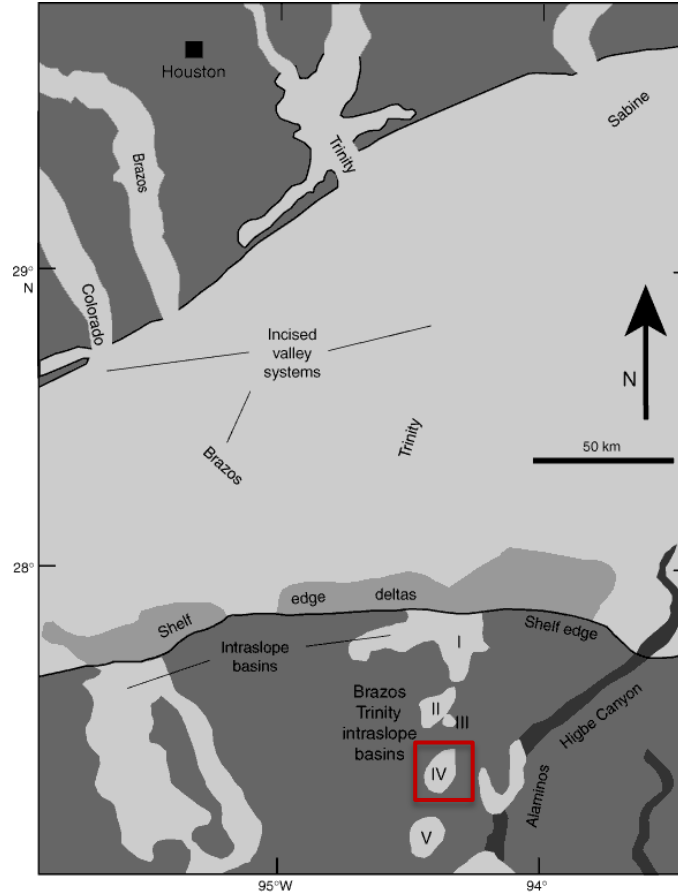 Houston
Sabine
Trinity
Brazos
29°
N
Colorado
Incised
valley
systems
N
50 km
Brazos
Trinity
28°
edge
deltas
Shelf
Shelf edge
I
Intraslope
basins
Brazos
Trinity
intraslope
basins
II
III
Higbe Canyon
IV
Alaminos
V
95°W
94°